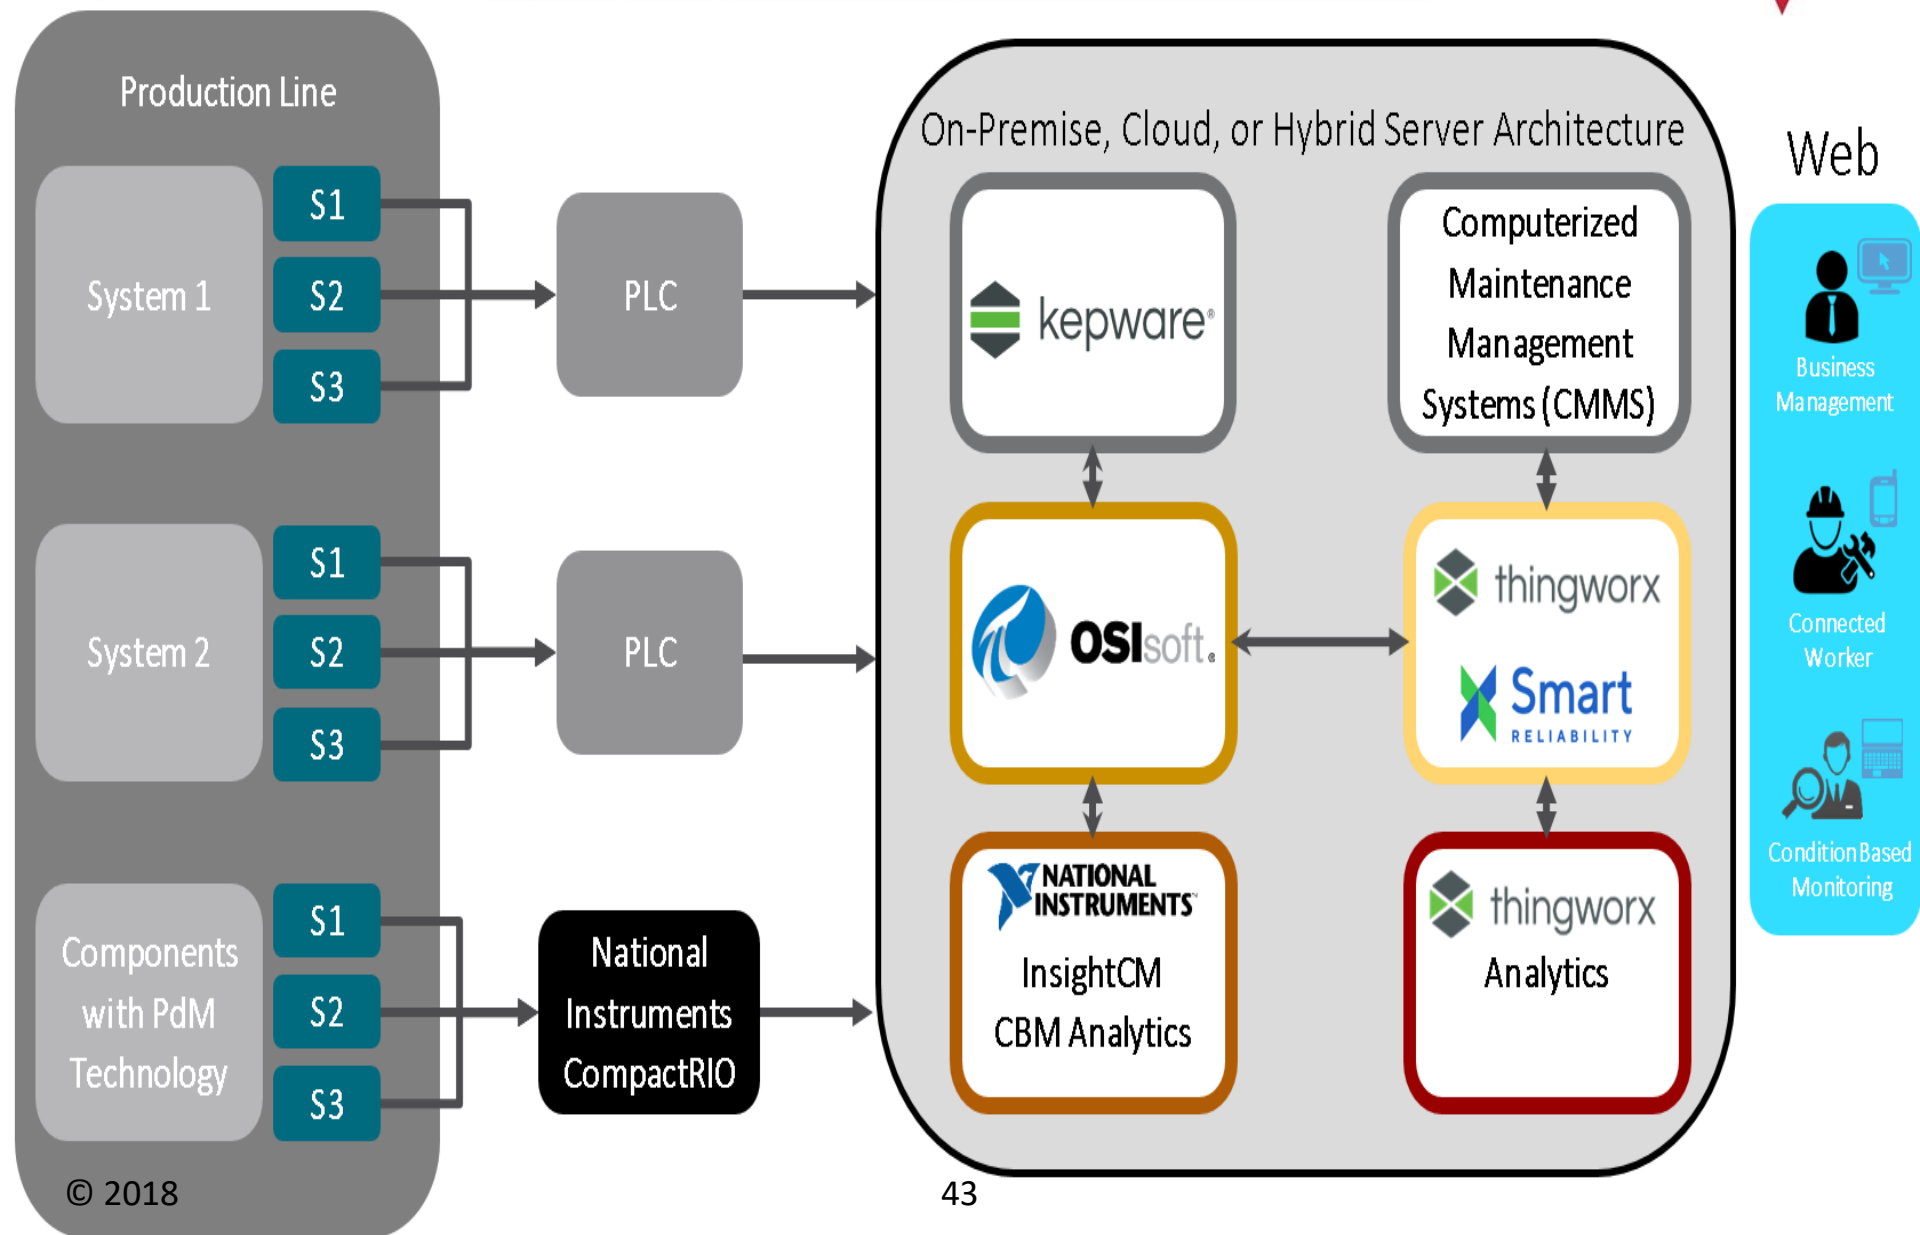 Production Line
System 1
S1
S2
S3
PLC
System 2
S1
S2
S3
PLC
Components
with PdM
Technology
S1
S2
S3
National
Instruments
CompactRIO
On-Premise, Cloud, or Hybrid Server Architecture
kepware®
Computerized
Maintenance
Management
Systems (CMMS)
OSIsoft®
thingworx
Smart
RELIABILITY
NATIONAL
INSTRUMENTS™
InsightCM
CBM Analytics
thingworx
Analytics
Web
Business
Management
Connected
Worker
Condition Based
Monitoring
© 2018
43